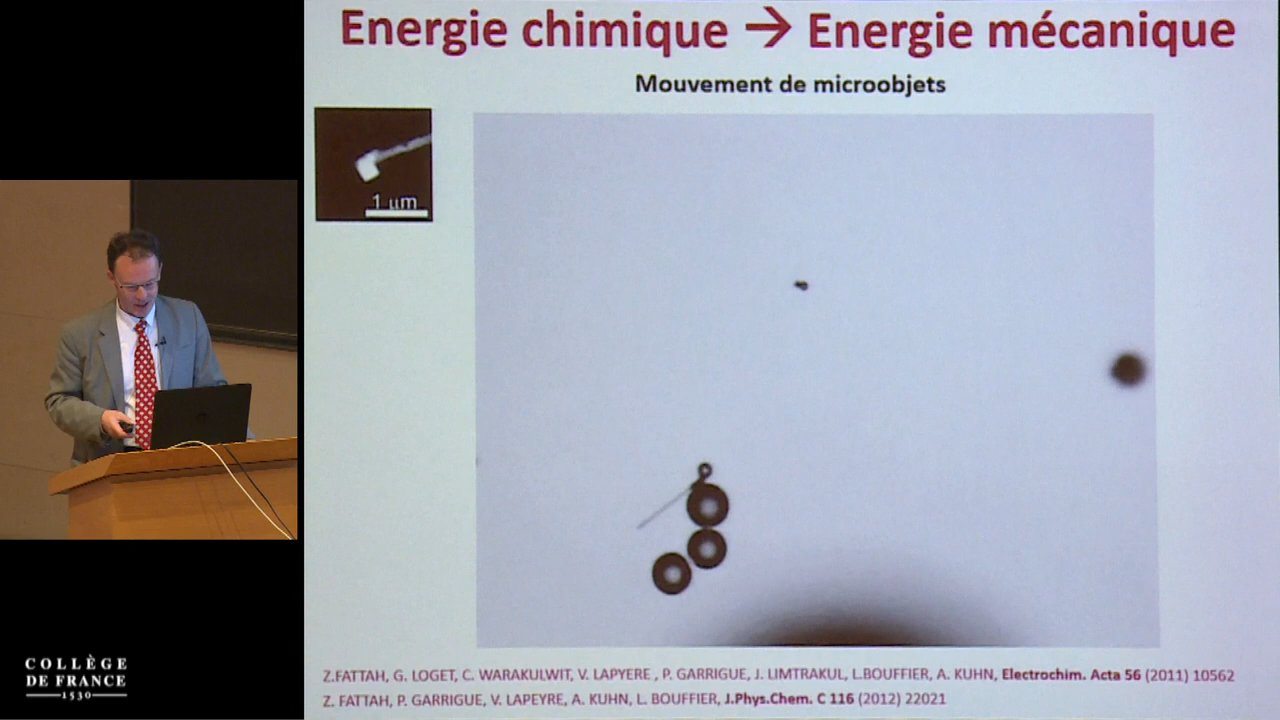 Energie chimique → Energie mécanique
Mouvement de microobjets
1 µm
Z.FATTAH, G. LOGET, C. WARAKULWIT, V. LAPYERE , P. GARRIGUE, J. LIMTRAKUL, L.BOUFFIER, A. KUHN, Electrochim. Acta 56 (2011) 10562
Z. FATTAH, P. GARRIGUE, V. LAPEYRE, A. KUHN, L. BOUFFIER, J.Phys.Chem. C 116 (2012) 22021
COLLÈGE
DE FRANCE
1530